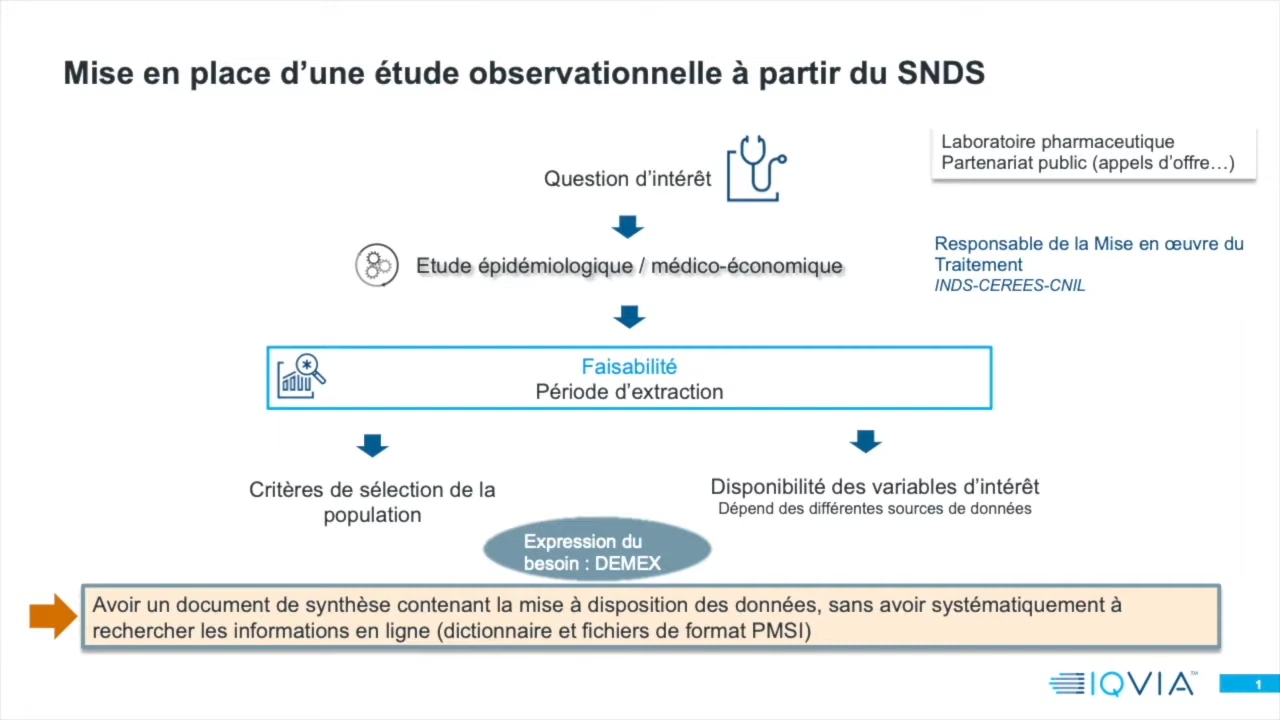 Mise en place d’une étude observationnelle à partir du SNDS
Laboratoire pharmaceutique
Partenariat public (appels d’offre…)
Question d’intérêt
Responsable de la Mise en œuvre du
Traitement
INDS-CEREES-CNIL
Etude épidémiologique / médico-économique
Faisabilité
Période d’extraction
Critères de sélection de la
population
Disponibilité des variables d’intérêt
Dépend des différentes sources de données
Expression du
besoin : DEMEX
Avoir un document de synthèse contenant la mise à disposition des données, sans avoir systématiquement à
rechercher les informations en ligne (dictionnaire et fichiers de format PMSI)
IQVIA™
1